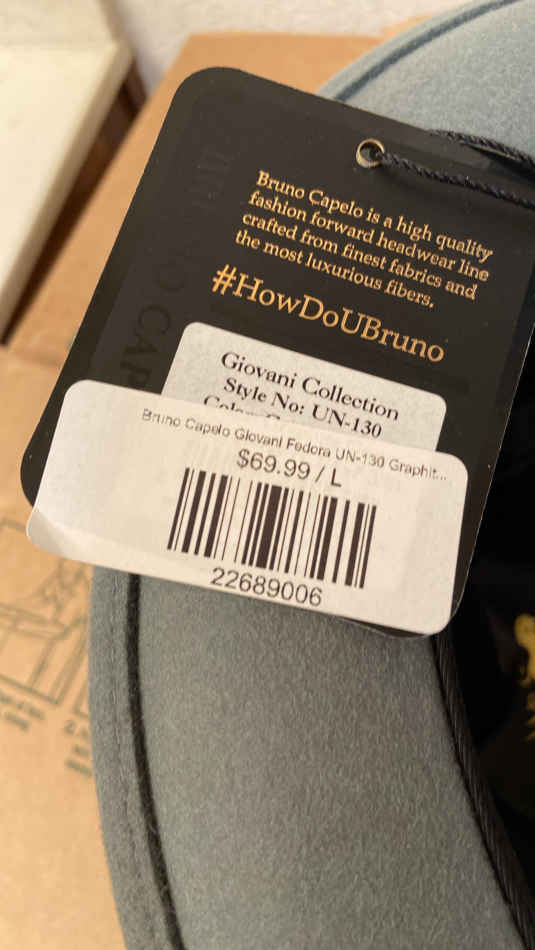 Bruno Capelo is a high quality
fashion forward headwear line
crafted from finest fabrics and
the most luxurious fibers.
#HowDoUBruno
Giovani Collection
Style No: UN-130
Bruno Capelo Giovani Fedora UN-130 Graphit...
$69.99 / L
22689006